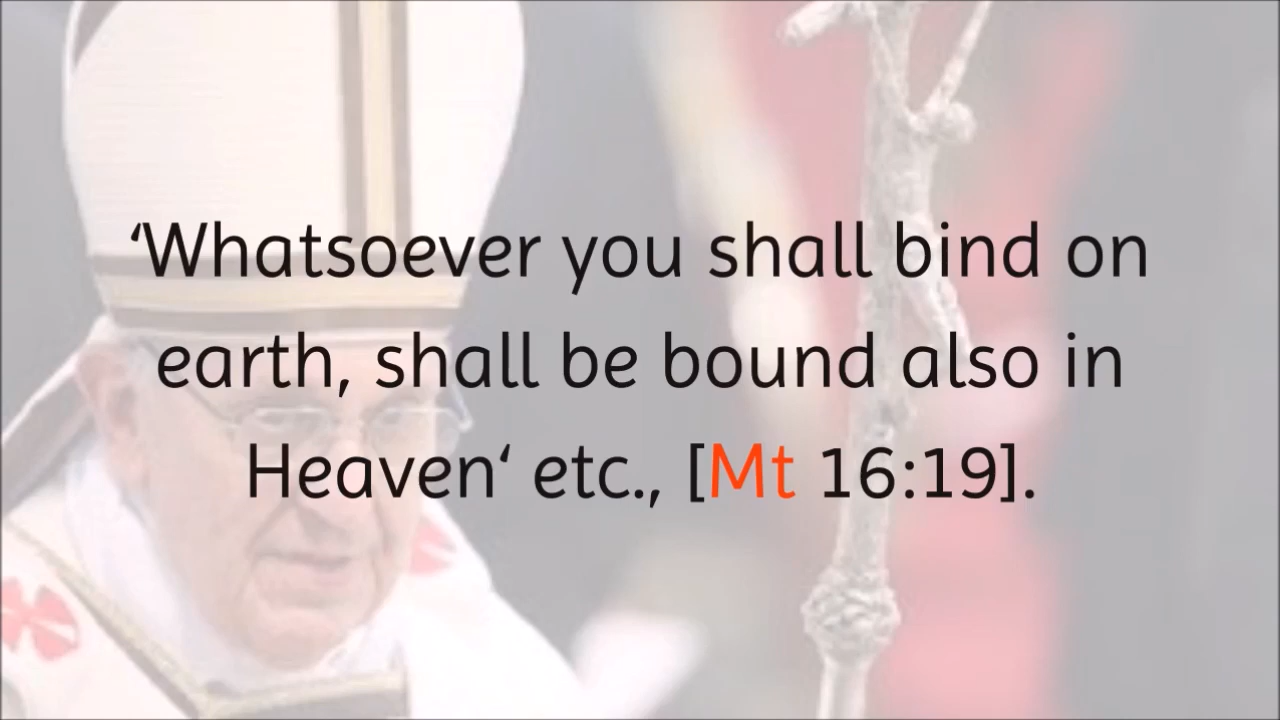 ‘Whatsoever you shall bind on
earth, shall be bound also in
Heaven‘ etc., [Mt 16:19].